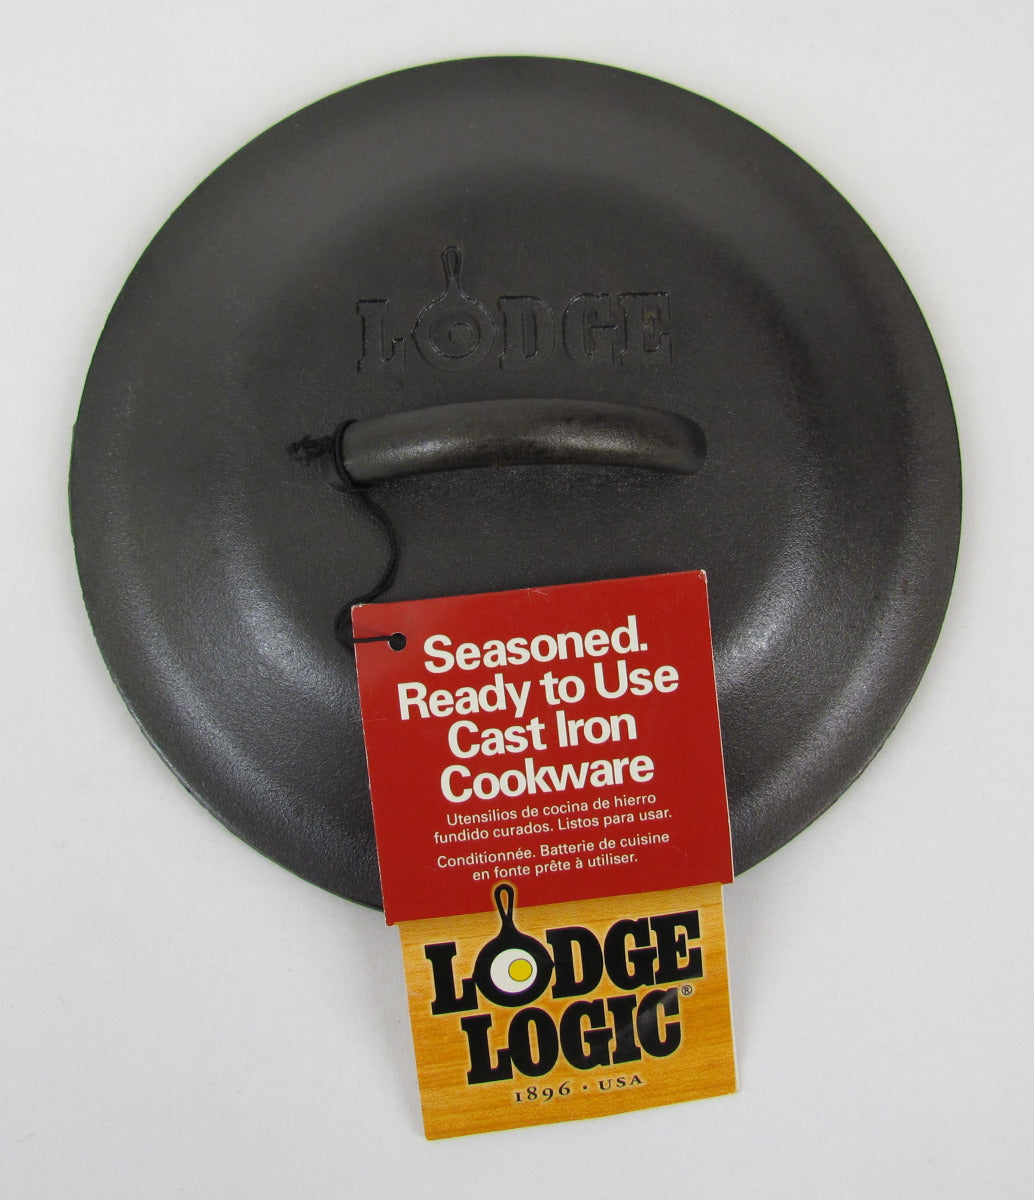 LODGE
Seasoned.
Ready to Use
Cast Iron
Cookware
Utensilios de cocina de hierro
fundido curados. Listos para usar.
Conditionnée. Batterie de cuisine
en fonte prête à utiliser.
LODGE
LOGIC®
1896 · USA